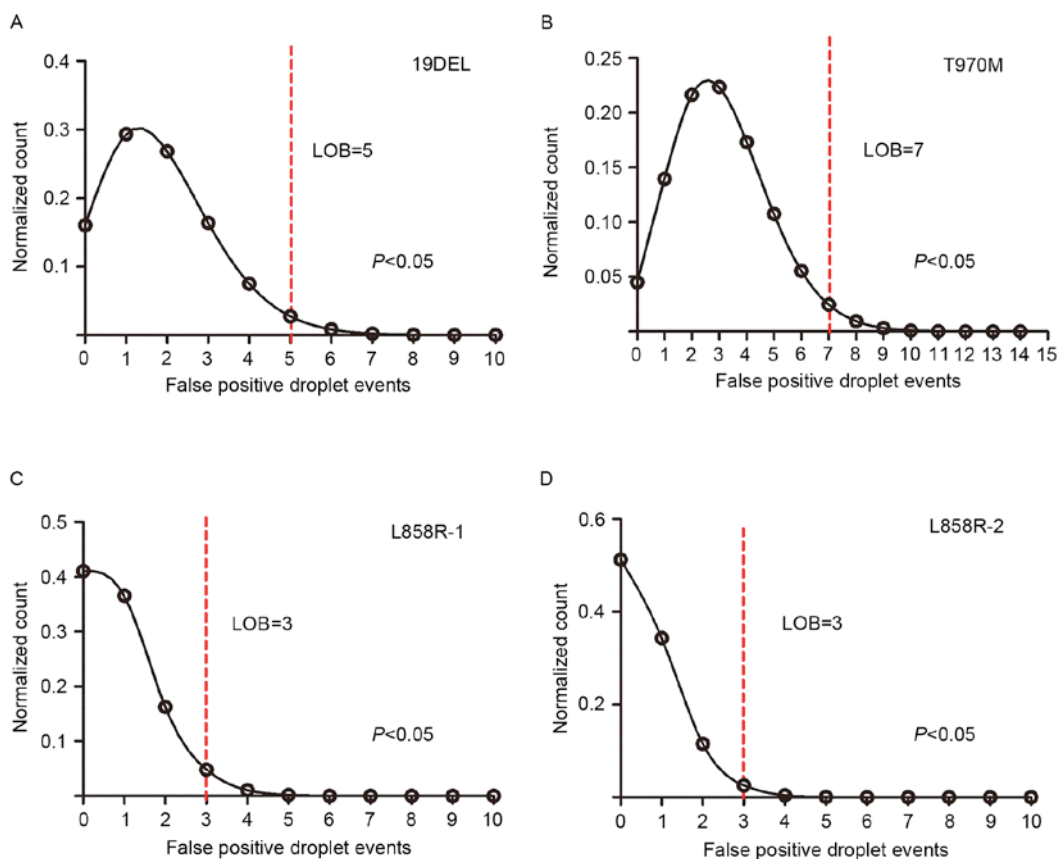 A
19DEL
0.4
0.3
0.2
0.1
Normalized count
LOB=5
P<0.05
0 1 2 3 4 5 6 7 8 9 10
False positive droplet events
B
T970M
0.25
0.20
0.15
0.10
0.05
Normalized count
LOB=7
P<0.05
0 1 2 3 4 5 6 7 8 9 10 11 12 13 14 15
False positive droplet events
C
L858R-1
0.5
0.4
0.3
0.2
0.1
Normalized count
LOB=3
P<0.05
0 1 2 3 4 5 6 7 8 9 10
False positive droplet events
D
L858R-2
0.6
0.4
0.2
Normalized count
LOB=3
P<0.05
0 1 2 3 4 5 6 7 8 9 10
False positive droplet events